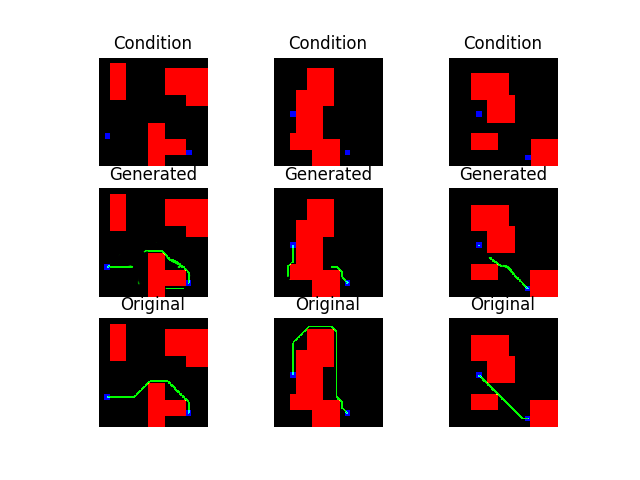 Condition Condition Condition
Generated Generated Generated
Original Original Original